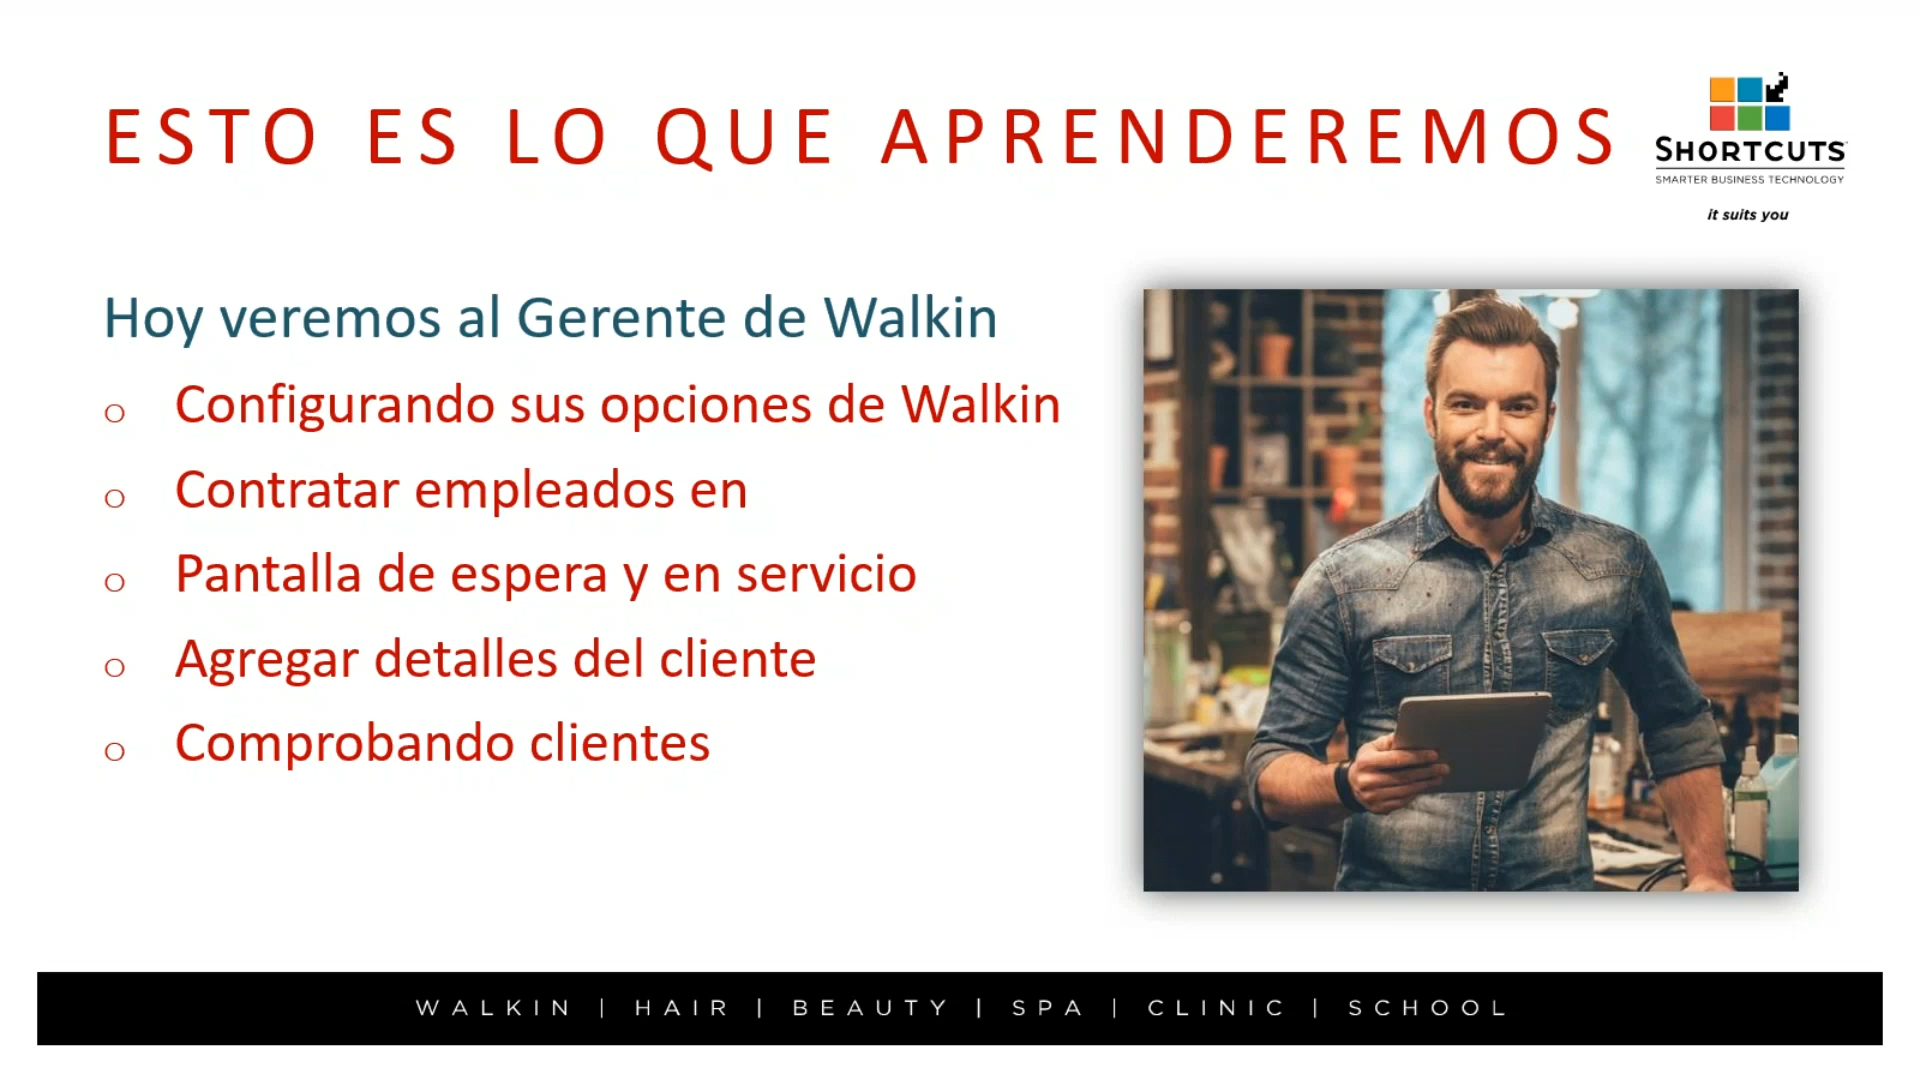 ESTO ES LO QUE APRENDEREMOS
SHORTCUTS
SMARTER BUSINESS TECHNOLOGY
it suits you
Hoy veremos al Gerente de Walkin
o Configurando sus opciones de Walkin
o Contratar empleados en
o Pantalla de espera y en servicio
o Agregar detalles del cliente
o Comprobando clientes
WALKIN | HAIR | BEAUTY | SPA | CLINIC | SCHOOL